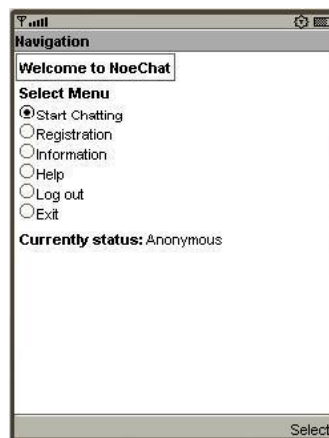 Navigation
Welcome to NoeChat
Select Menu
Start Chatting
Registration
Information
Help
Log out
Exit
Currently status: Anonymous
Select